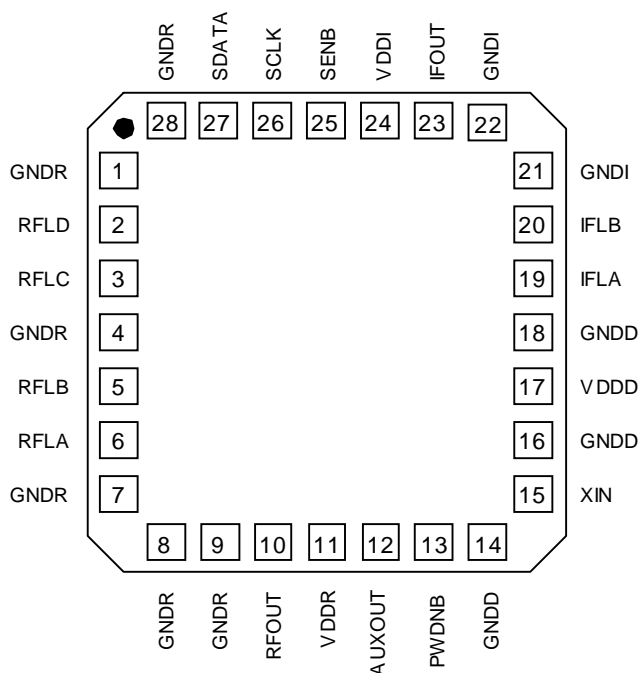 GNDR SDATA SCLK SENB VDDI IFOUT GNDI
28 27 26 25 24 23 22
GNDR 1 21 GNDI
RFLD 2 20 IFLB
RFLC 3 19 IFLA
GNDR 4 18 GNDD
RFLB 5 17 VDDD
RFLA 6 16 GNDD
GNDR 7 15 XIN
8 9 10 11 12 13 14
GNDR GNDR RFOUT VDDR AUXOUT PWDNB GNDD